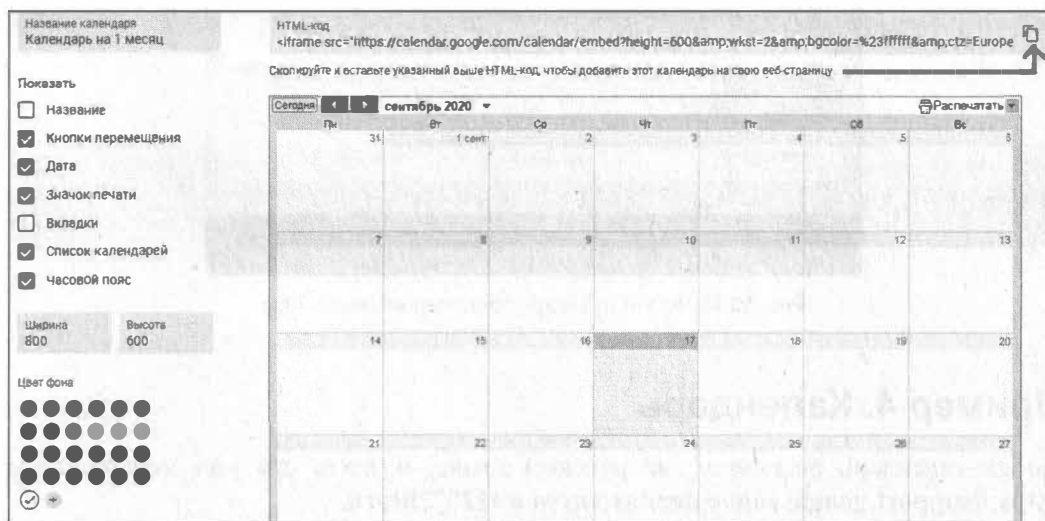 Название календаря
Календарь на 1 месяц
Показать
Название
Кнопки перемещения
Дата
Значок печати
Вкладки
Список календарей
Часовой пояс
Ширина
800
Высота
600
Цвет фона
HTML-код
<iframe src="https://calendar.google.com/calendar/embed?height=600&amp;wkst=2&amp;bgcolor=%23ffffff&amp;ctz=Europe
Скопируйте и вставьте указанный выше HTML-код, чтобы добавить этот календарь на свою веб-страницу.
Сегодня сентябрь 2020 Распечатать
Пн Вт Ср Чт Пт Сб Вс
31 1 сент. 2 3 4 5 6
7 8 9 10 11 12 13
14 15 16 17 18 19 20
21 22 23 24 25 26 27